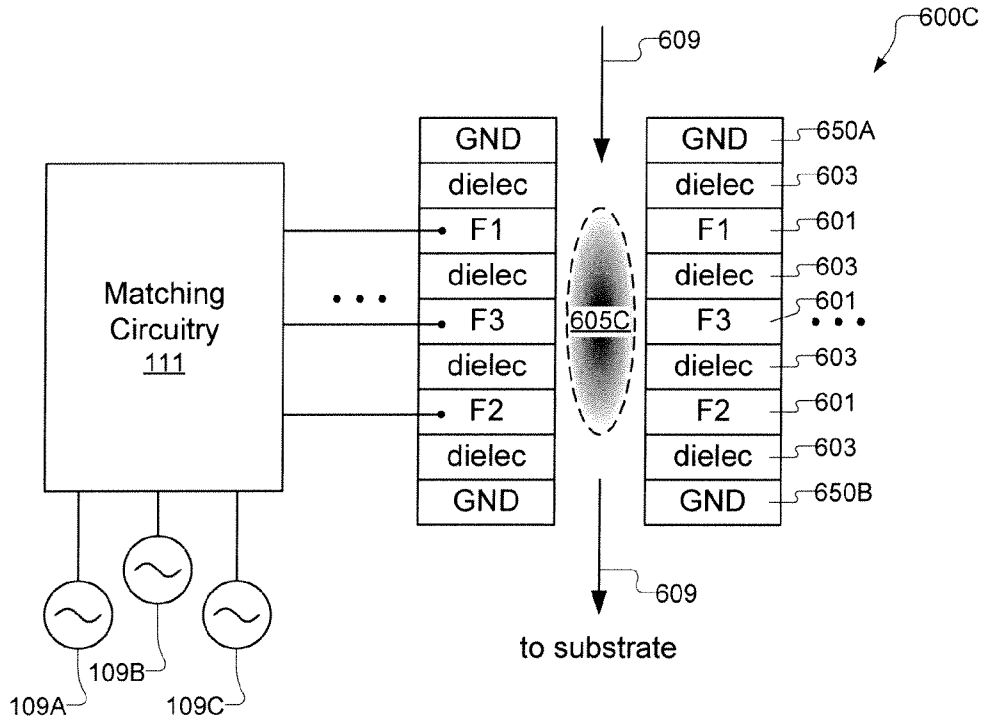 600C
609
GND GND 650A
dielec dielec 603
F1 F1 601
dielec dielec 603
Matching
Circuitry
111
• • •
F3 605C F3 601 • • •
dielec dielec 603
F2 F2 601
dielec dielec 603
GND GND 650B
609
to substrate
109B
109A 109C